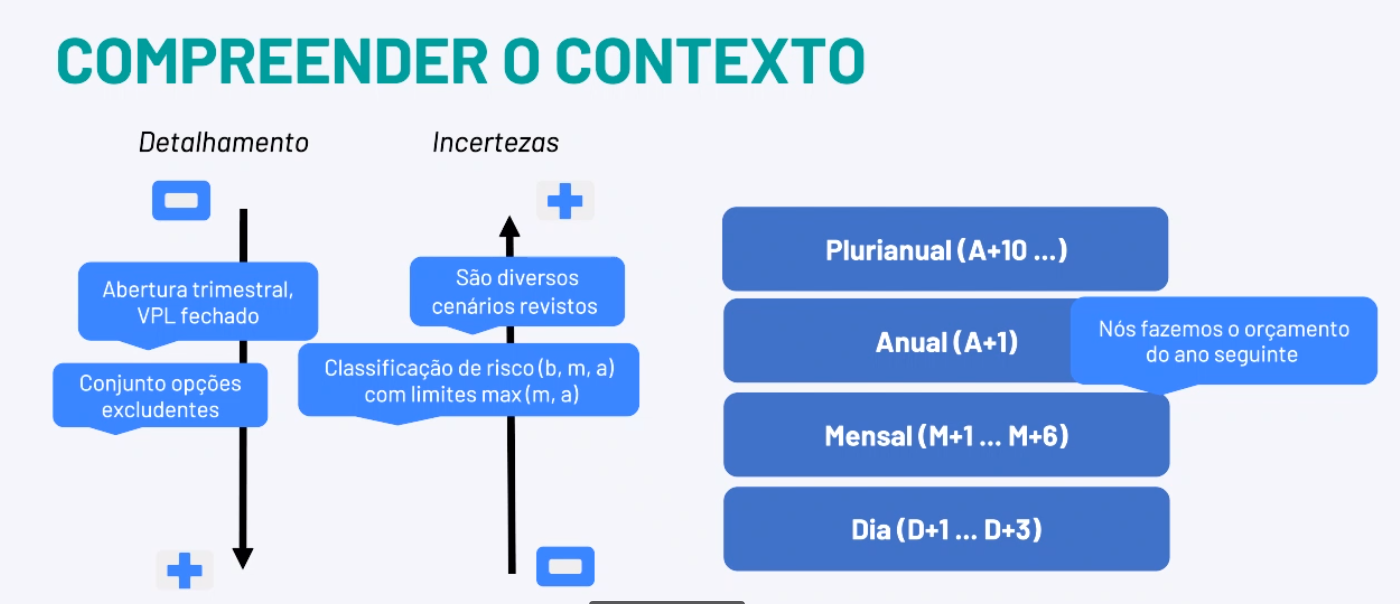 COMPREENDER O CONTEXTO
Detalhamento
Incertezas
Abertura trimestral,
VPL fechado
Conjunto opções
excludentes
São diversos
cenários revistos
Classificação de risco (b, m, a)
com limites max (m, a)
Plurianual (A+10 ...)
Anual (A+1)
Nós fazemos o orçamento
do ano seguinte
Mensal (M+1 ... M+6)
Dia (D+1 ... D+3)